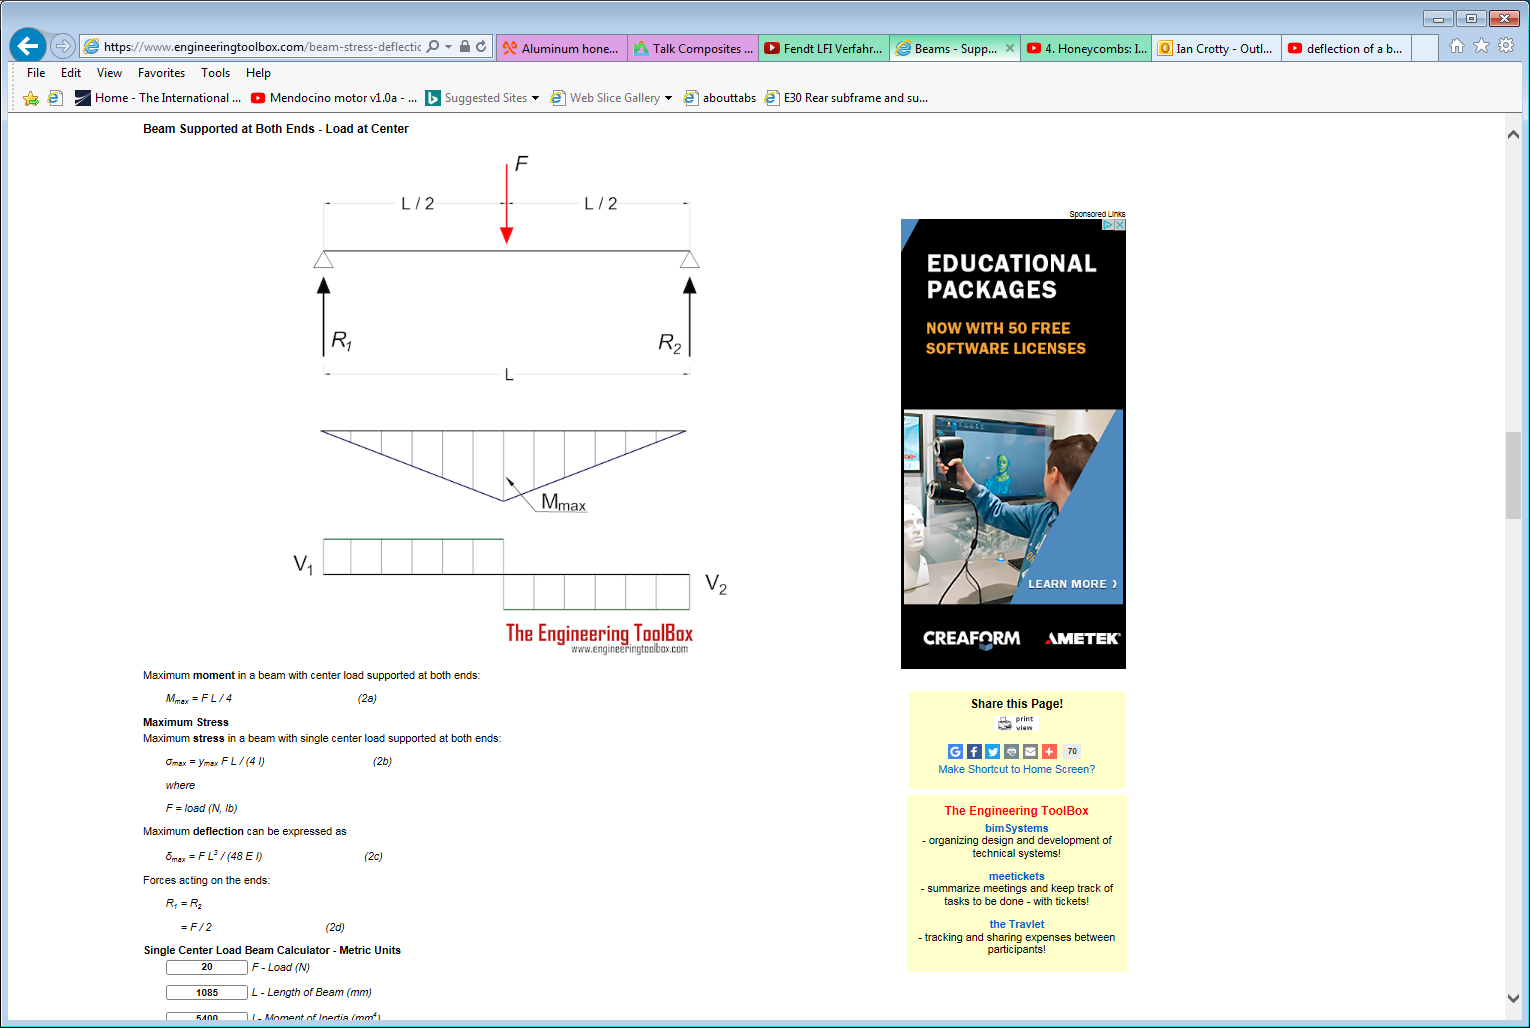 https://www.engineeringtoolbox.com/beam-stress-deflectic
Aluminum hone...
Talk Composites ...
Fendt LFI Verfahr...
Beams - Supp...
4. Honeycombs: I...
Ian Crotty - Outl...
deflection of a b...
File Edit View Favorites Tools Help
Home - The International ...
Mendocino motor v1.0a - ...
Suggested Sites
Web Slice Gallery
abouttabs
E30 Rear subframe and su...
Beam Supported at Both Ends - Load at Center
F
L / 2
L / 2
R1
R2
L
Mmax
V1
V2
The Engineering ToolBox
www.engineeringtoolbox.com
Maximum moment in a beam with center load supported at both ends:
Mmax = F L / 4 (2a)
Maximum Stress
Maximum stress in a beam with single center load supported at both ends:
σmax = ymax F L / (4 I) (2b)
where
F = load (N, lb)
Maximum deflection can be expressed as
δmax = F L³ / (48 E I) (2c)
Forces acting on the ends:
R1 = R2
= F / 2 (2d)
Single Center Load Beam Calculator - Metric Units
20 F - Load (N)
1085 L - Length of Beam (mm)
5400 I - Moment of Inertia (mm⁴)
Sponsored Links
EDUCATIONAL
PACKAGES
NOW WITH 50 FREE
SOFTWARE LICENSES
LEARN MORE
CREAFORM AMETEK
Share this Page!
print
view
70
Make Shortcut to Home Screen?
The Engineering ToolBox
bimSystems
- organizing design and development of
technical systems!
meetickets
- summarize meetings and keep track of
tasks to be done - with tickets!
the Travlet
- tracking and sharing expenses between
participants!